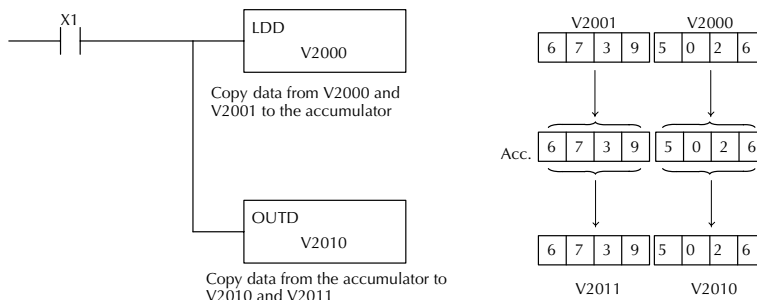 X1
LDD
V2000
Copy data from V2000 and
V2001 to the accumulator
OUTD
V2010
Copy data from the accumulator to
V2010 and V2011
V2001 V2000
6 7 3 9 5 0 2 6
Acc. 6 7 3 9 5 0 2 6
6 7 3 9 5 0 2 6
V2011 V2010